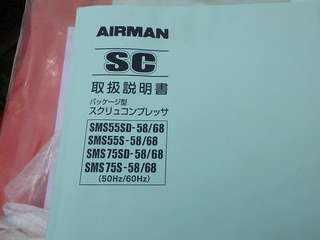 AIRMAN
SC
取扱説明書
パッケージ型
スクリュコンプレッサ
SMS55SD-58/68
SMS55S-58/68
SMS75SD-58/68
SMS75S-58/68
(50Hz/60Hz)